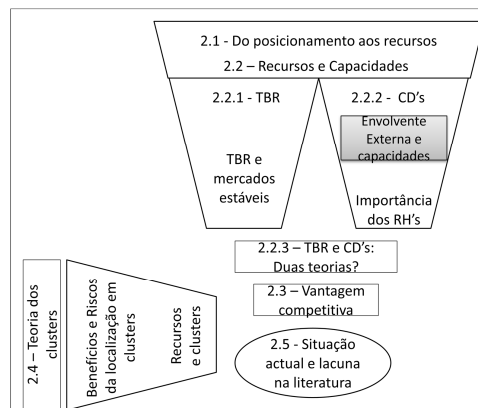 2.1 - Do posicionamento aos recursos
2.2 – Recursos e Capacidades
2.2.1 - TBR
TBR e
mercados
estáveis
2.2.2 - CD's
Envolvente
Externa e
capacidades
Importância
dos RH's
2.2.3 – TBR e CD's:
Duas teorias?
2.3 – Vantagem
competitiva
2.4 – Teoria dos
clusters
Benefícios e Riscos
da localização em
clusters
Recursos
e clusters
2.5 - Situação
actual e lacuna
na literatura